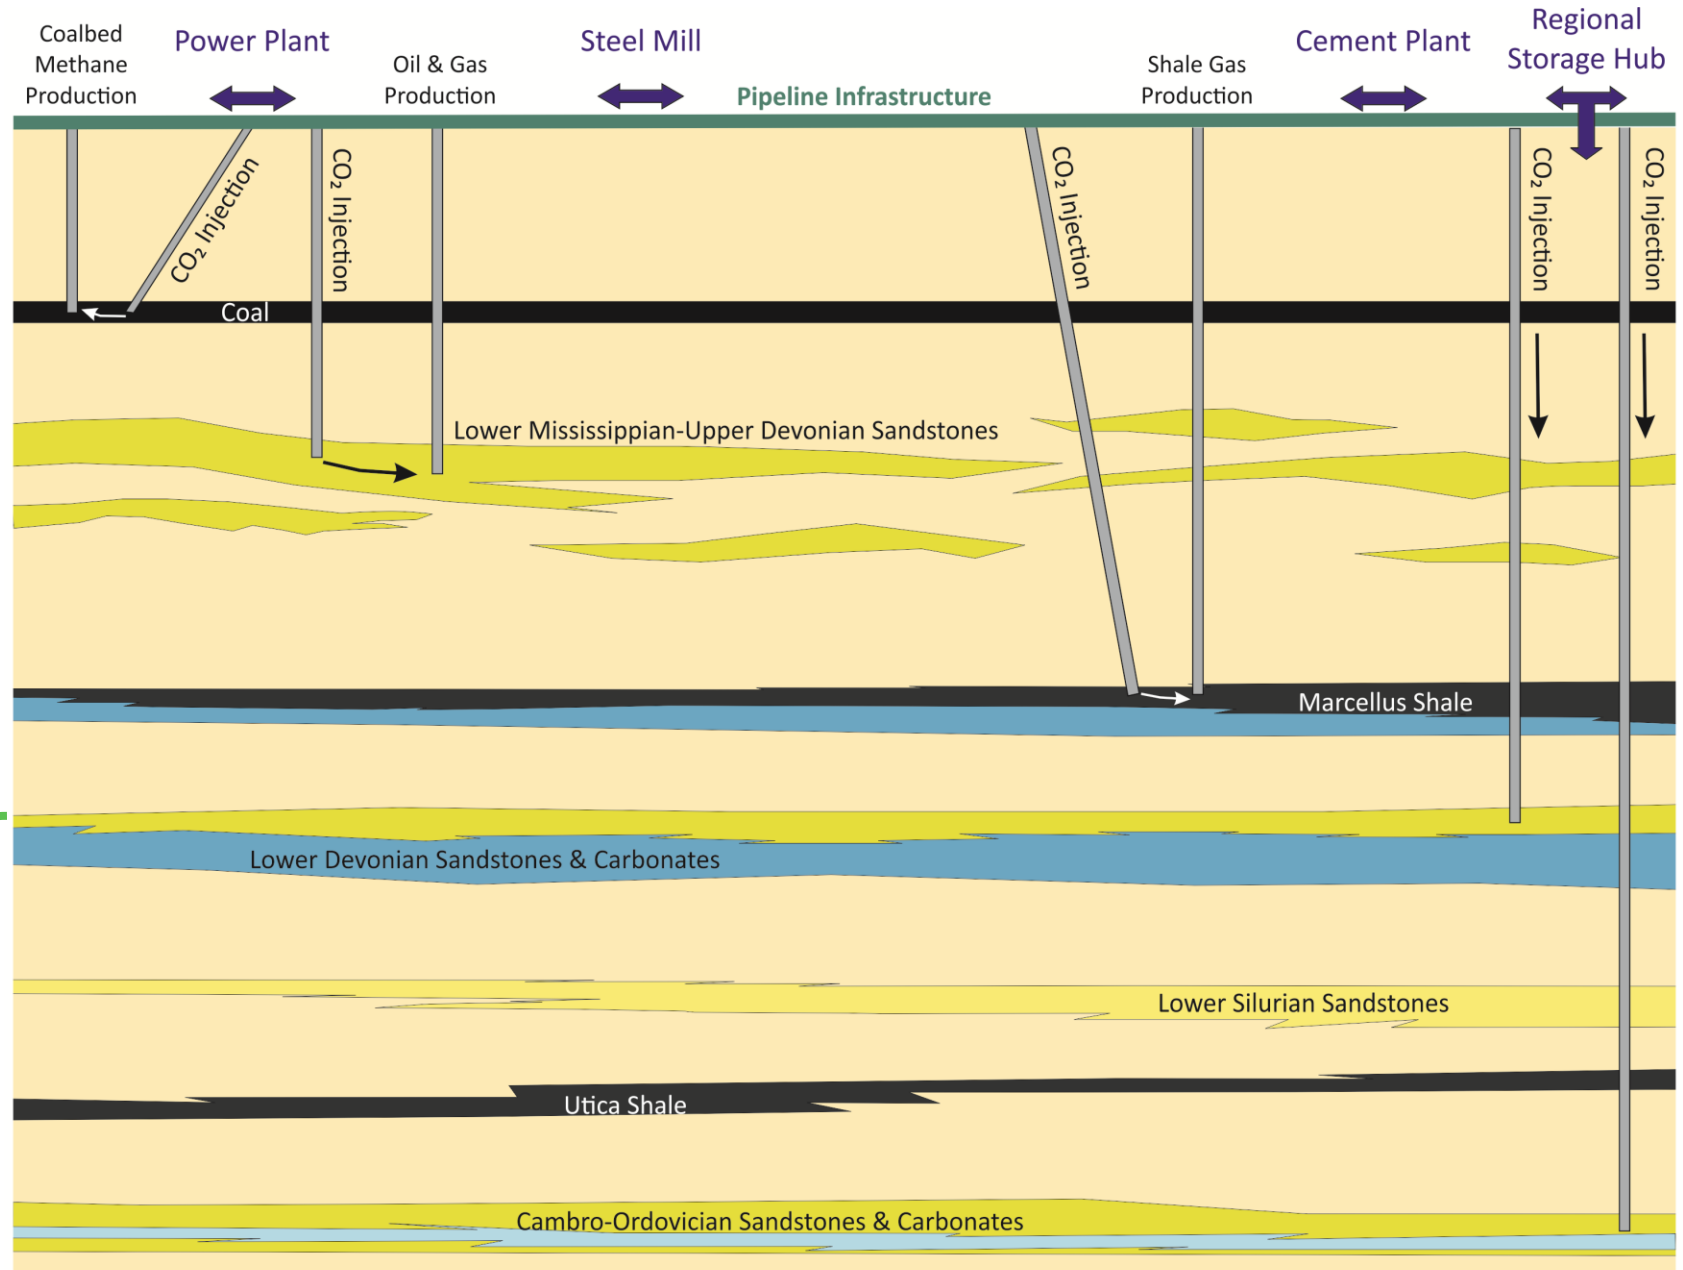 Coalbed
Methane
Production
Power Plant
Oil & Gas
Production
Steel Mill
Pipeline Infrastructure
Shale Gas
Production
Cement Plant
Regional
Storage Hub
CO₂ Injection
CO₂ Injection
CO₂ Injection
CO₂ Injection
CO₂ Injection
Coal
Lower Mississippian-Upper Devonian Sandstones
Marcellus Shale
Lower Devonian Sandstones & Carbonates
Lower Silurian Sandstones
Utica Shale
Cambro-Ordovician Sandstones & Carbonates